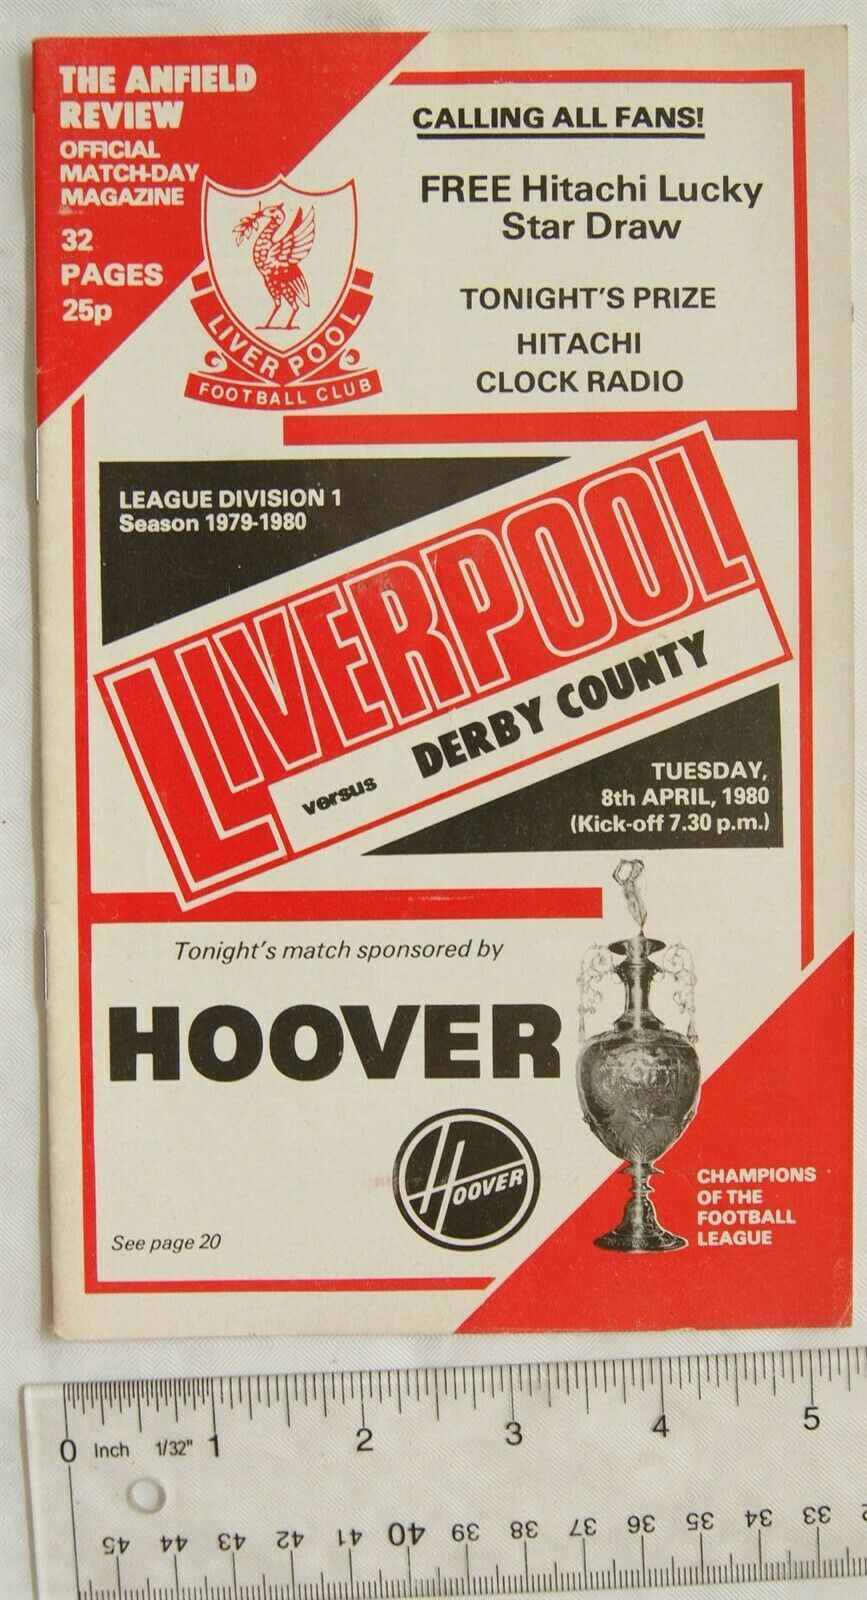 THE ANFIELD
REVIEW
OFFICIAL
MATCH-DAY
MAGAZINE
32
PAGES
25p
LIVERPOOL
FOOTBALL CLUB
CALLING ALL FANS!
FREE Hitachi Lucky
Star Draw
TONIGHT'S PRIZE
HITACHI
CLOCK RADIO
LEAGUE DIVISION 1
Season 1979-1980
LIVERPOOL
versus DERBY COUNTY
TUESDAY,
8th APRIL, 1980
(Kick-off 7.30 p.m.)
Tonight's match sponsored by
HOOVER
HOOVER
See page 20
CHAMPIONS
OF THE
FOOTBALL
LEAGUE
0 Inch 1/32" 1 2 3 4 5
45 44 43 42 41 40 39 38 37 36 35 34 33